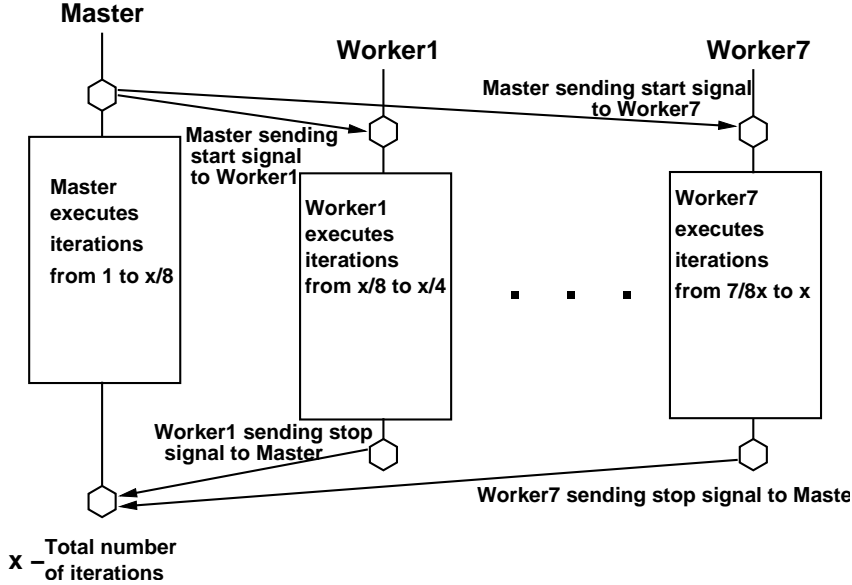 Master
Worker1
Worker7
Master sending start signal
to Worker7
Master sending
start signal
to Worker1
Master
executes
iterations
from 1 to x/8
Worker1
executes
iterations
from x/8 to x/4
Worker7
executes
iterations
from 7/8x to x
. . .
Worker1 sending stop
signal to Master
Worker7 sending stop signal to Maste
x – Total number
of iterations